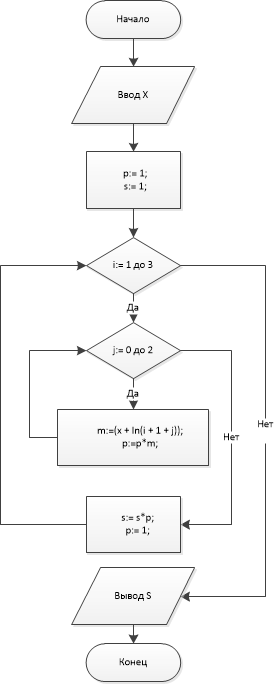 Начало
Ввод X
p:= 1;
s:= 1;
i:= 1 до 3
Да
j:= 0 до 2
Да
m:=(x + ln(i + 1 + j));
p:=p*m;
Нет
Нет
s:= s*p;
p:= 1;
Вывод S
Конец